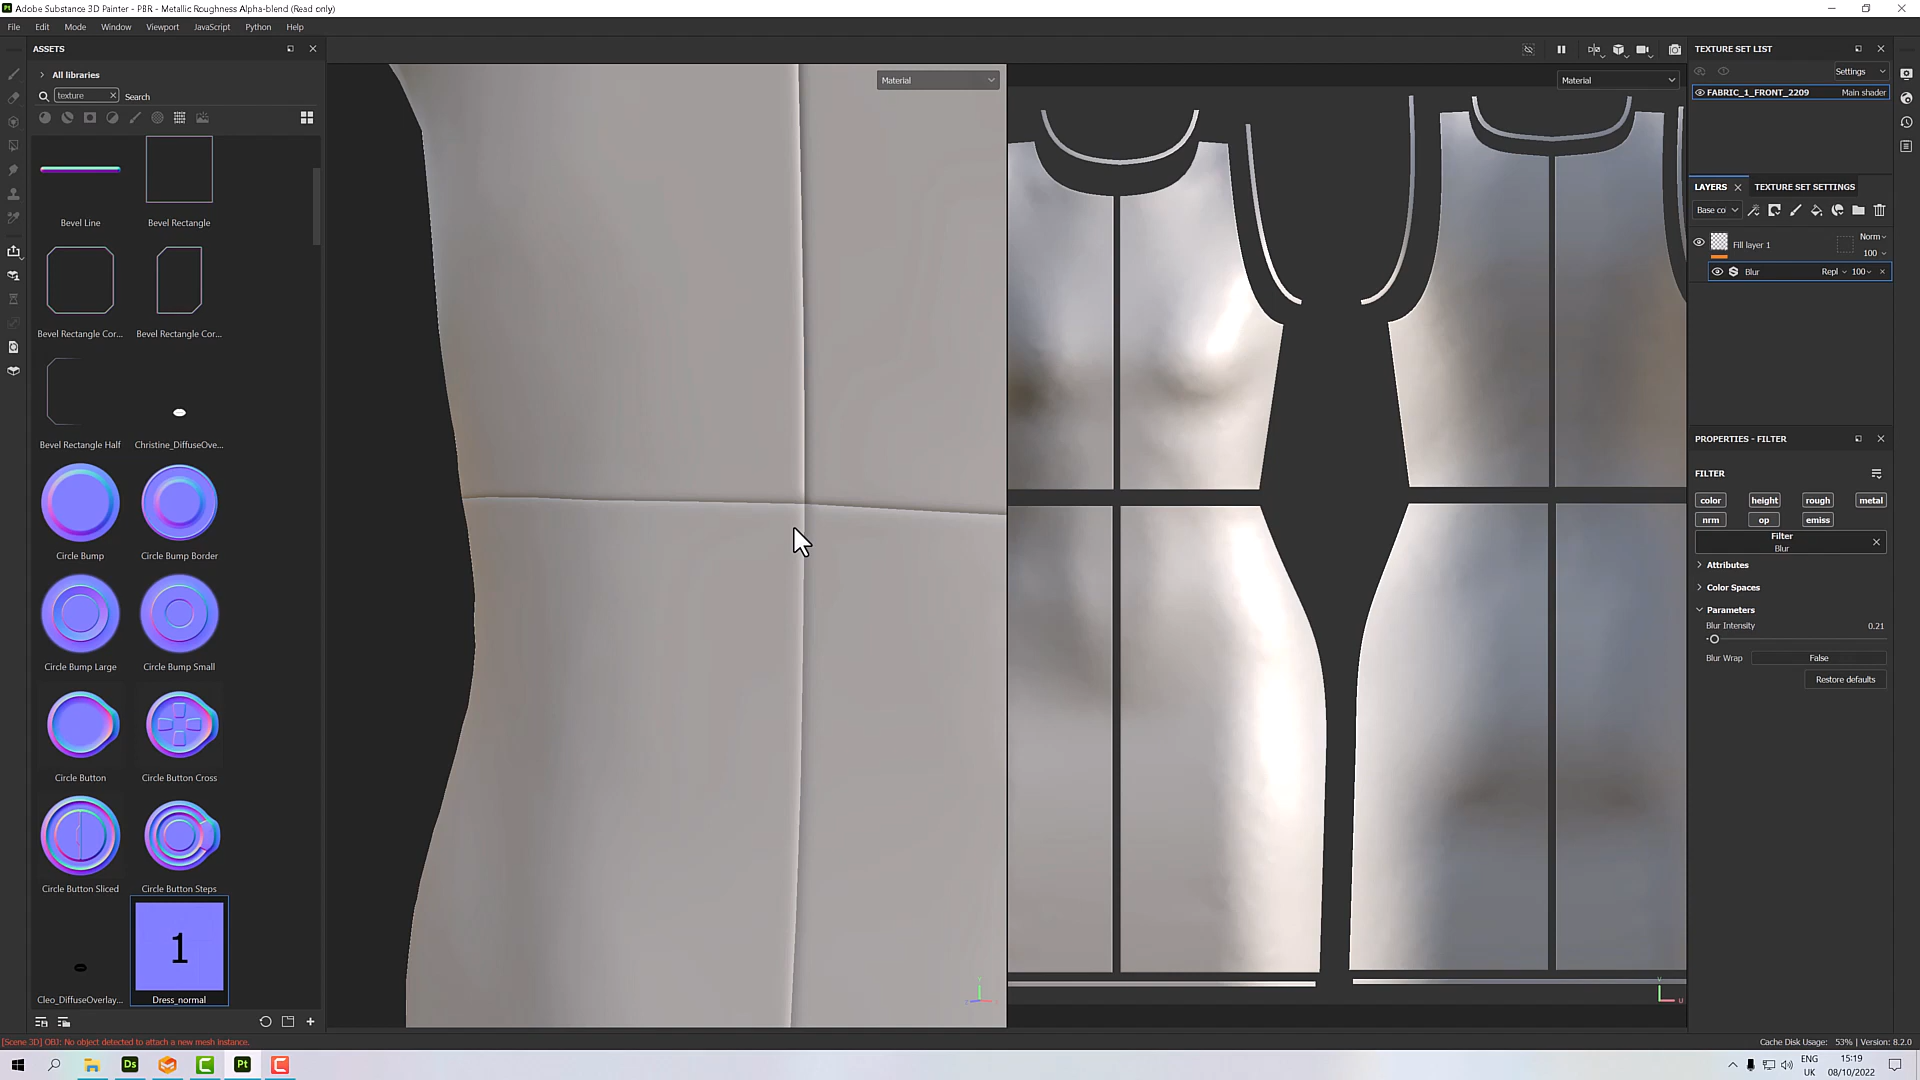 Adobe Substance 3D Painter - PBR - Metallic Roughness Alpha-blend (Read only)
File Edit Mode Window Viewport JavaScript Python Help
ASSETS
All libraries
texture Search
Bevel Line Bevel Rectangle
Bevel Rectangle Cor... Bevel Rectangle Cor...
Bevel Rectangle Half Christine_DiffuseOve...
Circle Bump Circle Bump Border
Circle Bump Large Circle Bump Small
Circle Button Circle Button Cross
Circle Button Sliced Circle Button Steps
1
Cleo_DiffuseOverlay... Dress_normal
Material
Material
TEXTURE SET LIST
Settings
FABRIC_1_FRONT_2209 Main shader
LAYERS TEXTURE SET SETTINGS
Base co
Fill layer 1 Norm
100
Blur Repl 100
PROPERTIES - FILTER
FILTER
color height rough metal
nrm op emiss
Filter
Blur
Attributes
Color Spaces
Parameters
Blur Intensity 0.21
Blur Wrap False
Restore defaults
[Scene 3D] OBJ: No object detected to attach a new mesh instance.
Cache Disk Usage: 53% | Version: 8.2.0
Ds Pt
ENG
UK
15:19
08/10/2022